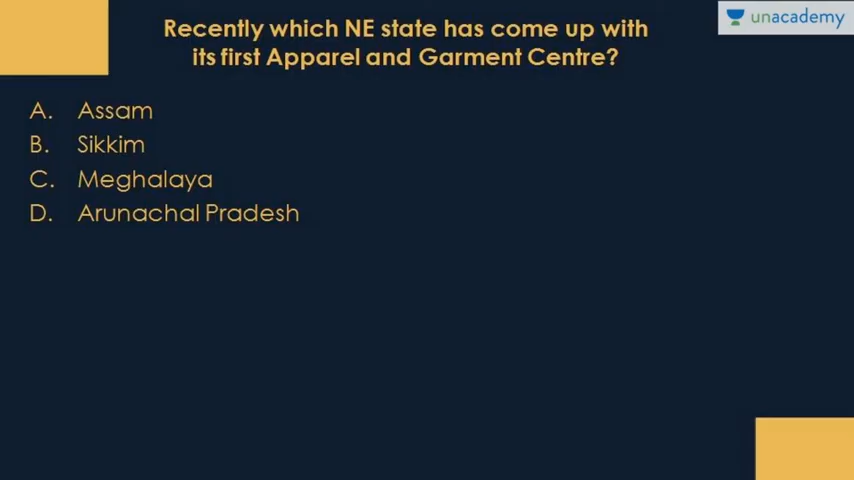 Recently which NE state has come up with
its first Apparel and Garment Centre?
unacademy
A. Assam
B. Sikkim
C. Meghalaya
D. Arunachal Pradesh